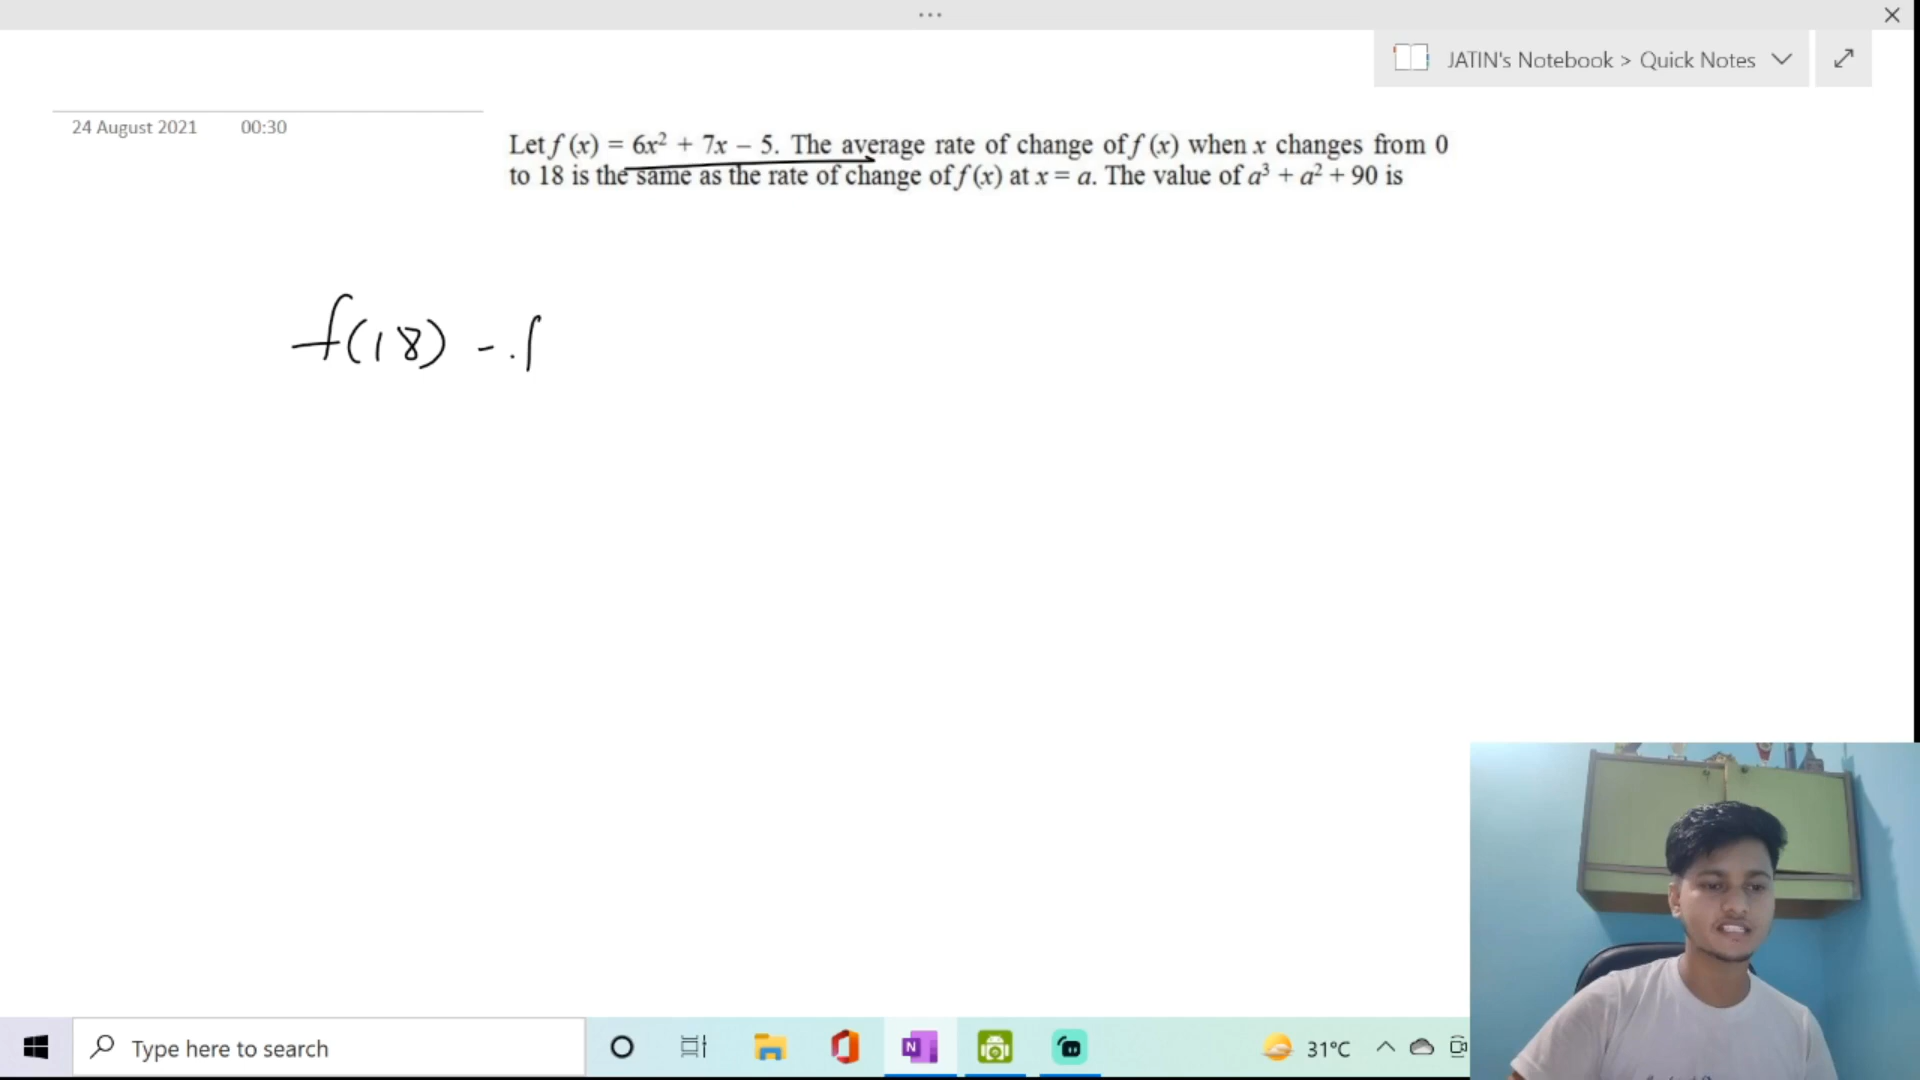 JATIN's Notebook > Quick Notes
24 August 2021 00:30
Let f (x) = 6x² + 7x – 5. The average rate of change of f (x) when x changes from 0
to 18 is the same as the rate of change of f (x) at x = a. The value of a³ + a² + 90 is
f(18) - f
Type here to search
31°C